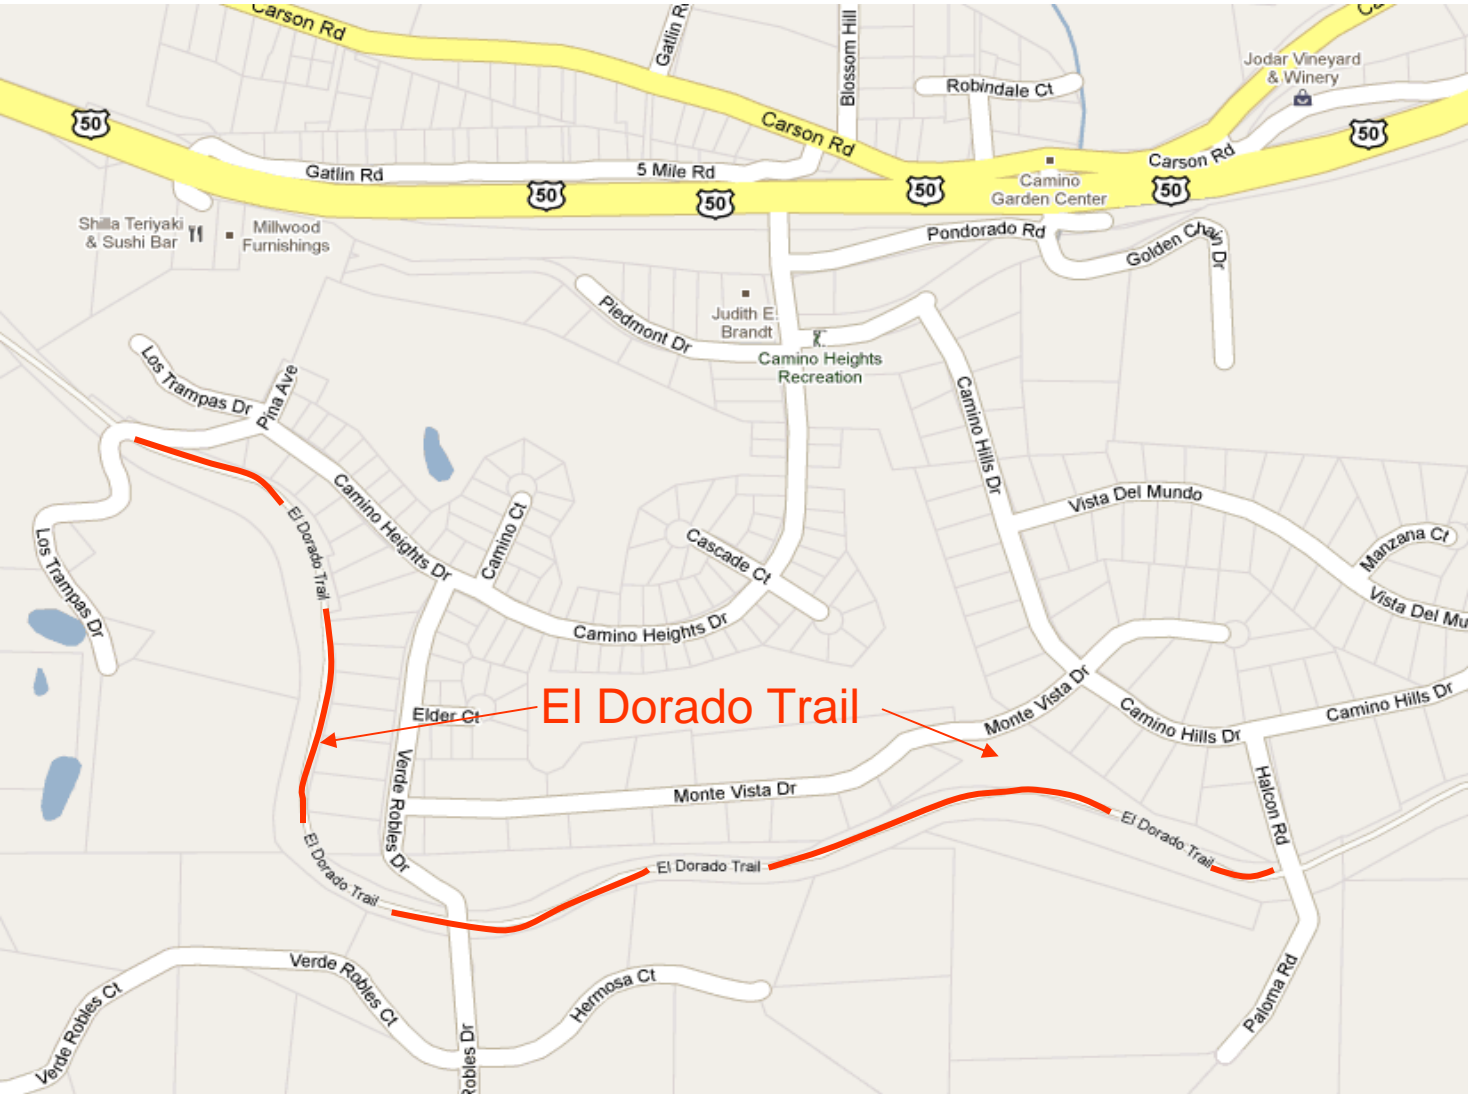 Carson Rd
Gatlin R
Blossom Hill
Ca
Jodar Vineyard
& Winery
Robindale Ct
50
Carson Rd
50
Gatlin Rd
5 Mile Rd
Carson Rd
50
50
50
Camino
Garden Center
50
Shilla Teriyaki
& Sushi Bar
Millwood
Furnishings
Pondorado Rd
Golden Chain Dr
Piedmont Dr
Judith E.
Brandt
Camino Heights
Recreation
Los Trampas Dr
Pina Ave
Camino Hills Dr
Camino Heights Dr
Camino Ct
Cascade Ct
Vista Del Mundo
Manzana Ct
El Dorado Trail
Los Trampas Dr
Camino Heights Dr
Vista Del Mu
El Dorado Trail
Elder Ct
Monte Vista Dr
Camino Hills Dr
Camino Hills Dr
Verde Robles Dr
Monte Vista Dr
Halcon Rd
El Dorado Trail
El Dorado Trail
El Dorado Trail
Verde Robles Ct
Verde Robles Ct
Hermosa Ct
Paloma Rd
Robles Dr